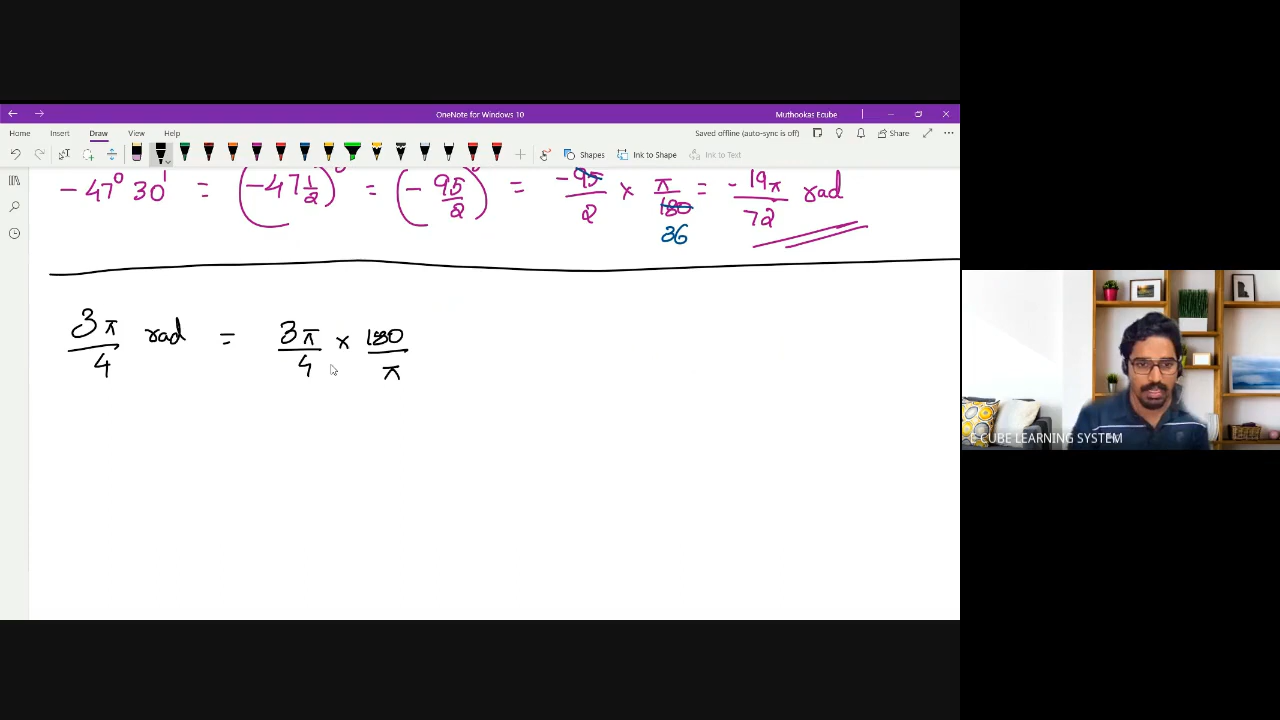 OneNote for Windows 10
Muthookas Ecube
Home Insert Draw View Help
Saved offline (auto-sync is off)
Share
Shapes Ink to Shape Ink to Text
-47° 30' = (-47 1/2)° = (-95/2)° = -95/2 × π/180 = -19π/72 rad
36
3π/4 rad = 3π/4 × 180/π
E CUBE LEARNING SYSTEM